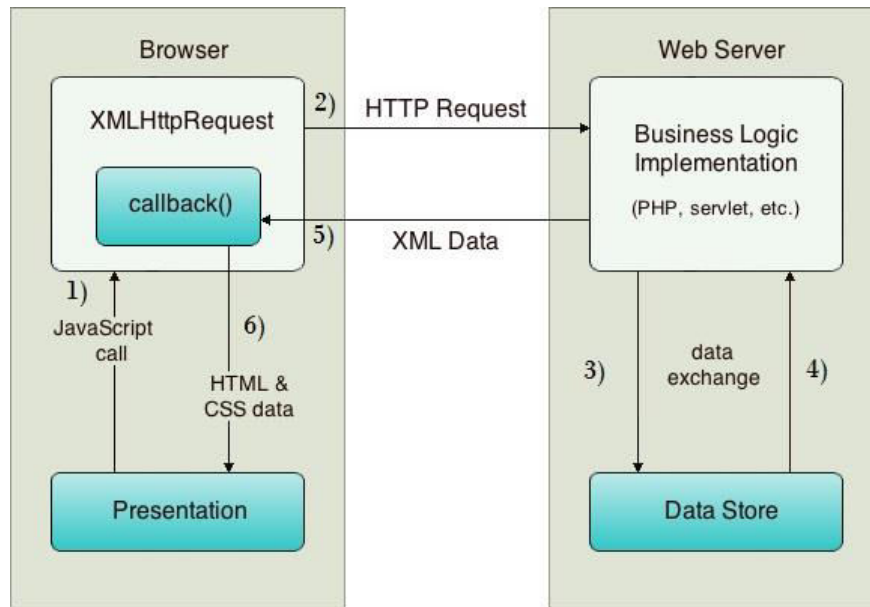 Browser
Web Server
XMLHttpRequest
2)
HTTP Request
Business Logic
Implementation
(PHP, servlet, etc.)
callback()
5)
XML Data
1)
JavaScript
call
6)
HTML &
CSS data
3)
data
exchange
4)
Presentation
Data Store